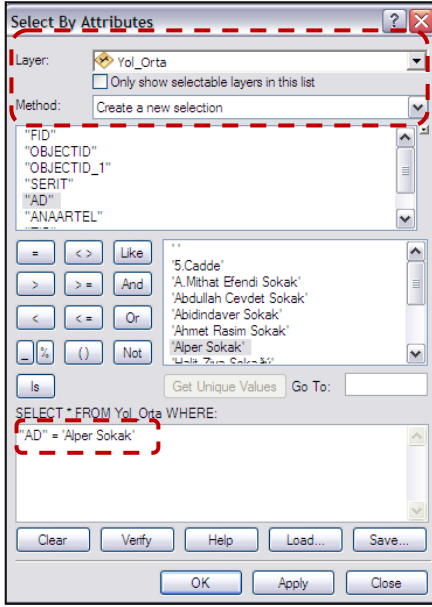 Select By Attributes
Layer: Yol_Orta
Only show selectable layers in this list
Method: Create a new selection
"FID"
"OBJECTID"
"OBJECTID_1"
"SERIT"
"AD"
"ANAARTEL"
= <> Like
> >= And
< <= Or
_ % () Not
Is
' '
'5.Cadde'
'A.Mithat Efendi Sokak'
'Abdullah Cevdet Sokak'
'Abidindaver Sokak'
'Ahmet Rasim Sokak'
'Alper Sokak'
'Halit Ziya
Get Unique Values Go To:
SELECT * FROM Yol_Orta WHERE:
"AD" = 'Alper Sokak'
Clear Verify Help Load... Save...
OK Apply Close